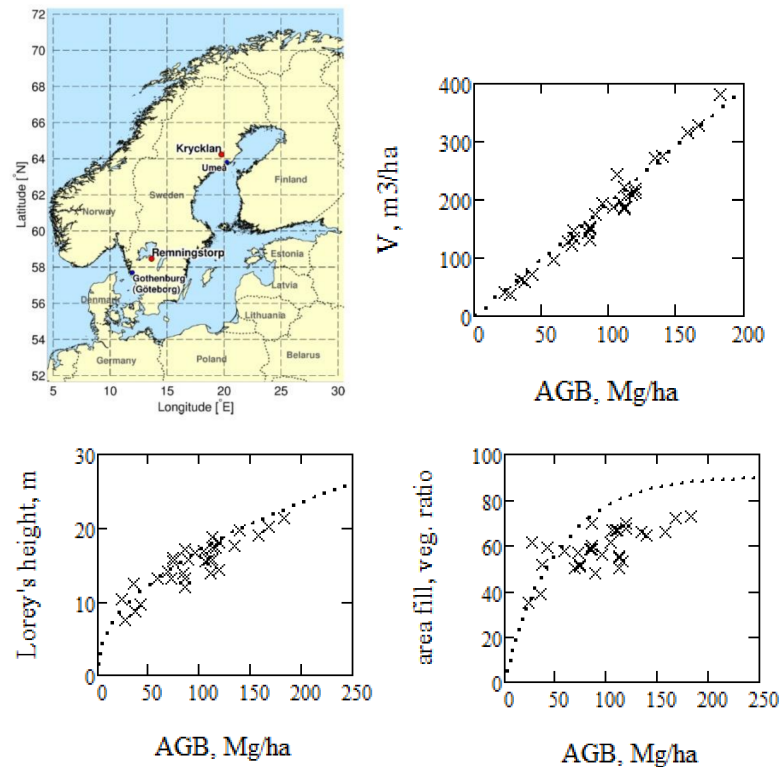 72
70
68
66
64
62
60
58
56
54
52
Latitude [°N]
Krycklan
Umea
Sweden
Finland
Norway
Remningstorp
Estonia
Gothenburg
(Göteborg)
Latvia
Denmark
Lithuania
Germany
Poland
Belarus
5 10 15 20 25 30
Longitude [°E]
400
300
200
100
0
V, m3/ha
0 50 100 150 200
AGB, Mg/ha
30
20
10
0
Lorey's height, m
0 50 100 150 200 250
AGB, Mg/ha
100
80
60
40
20
0
area fill, veg. ratio
0 50 100 150 200 250
AGB, Mg/ha